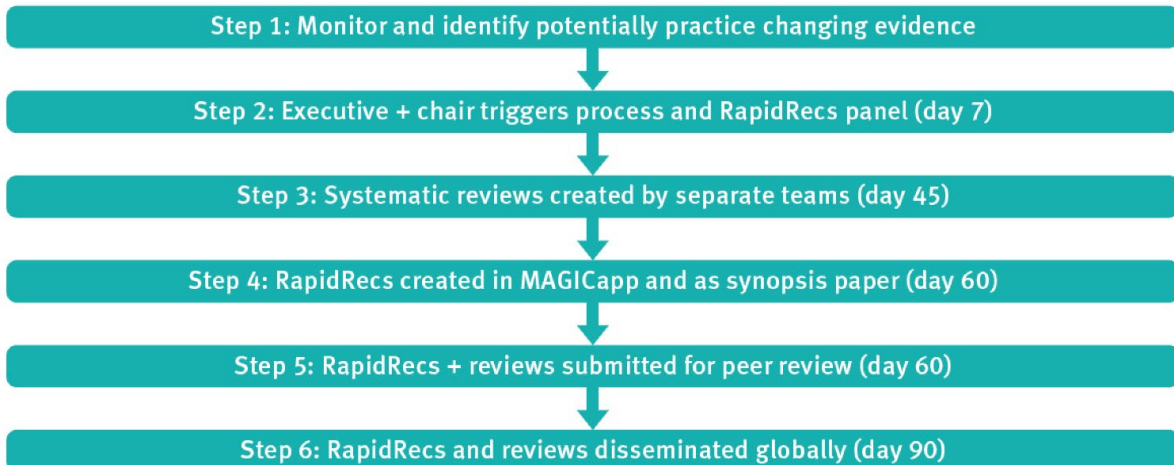 Step 1: Monitor and identify potentially practice changing evidence
Step 2: Executive + chair triggers process and RapidRecs panel (day 7)
Step 3: Systematic reviews created by separate teams (day 45)
Step 4: RapidRecs created in MAGICapp and as synopsis paper (day 60)
Step 5: RapidRecs + reviews submitted for peer review (day 60)
Step 6: RapidRecs and reviews disseminated globally (day 90)